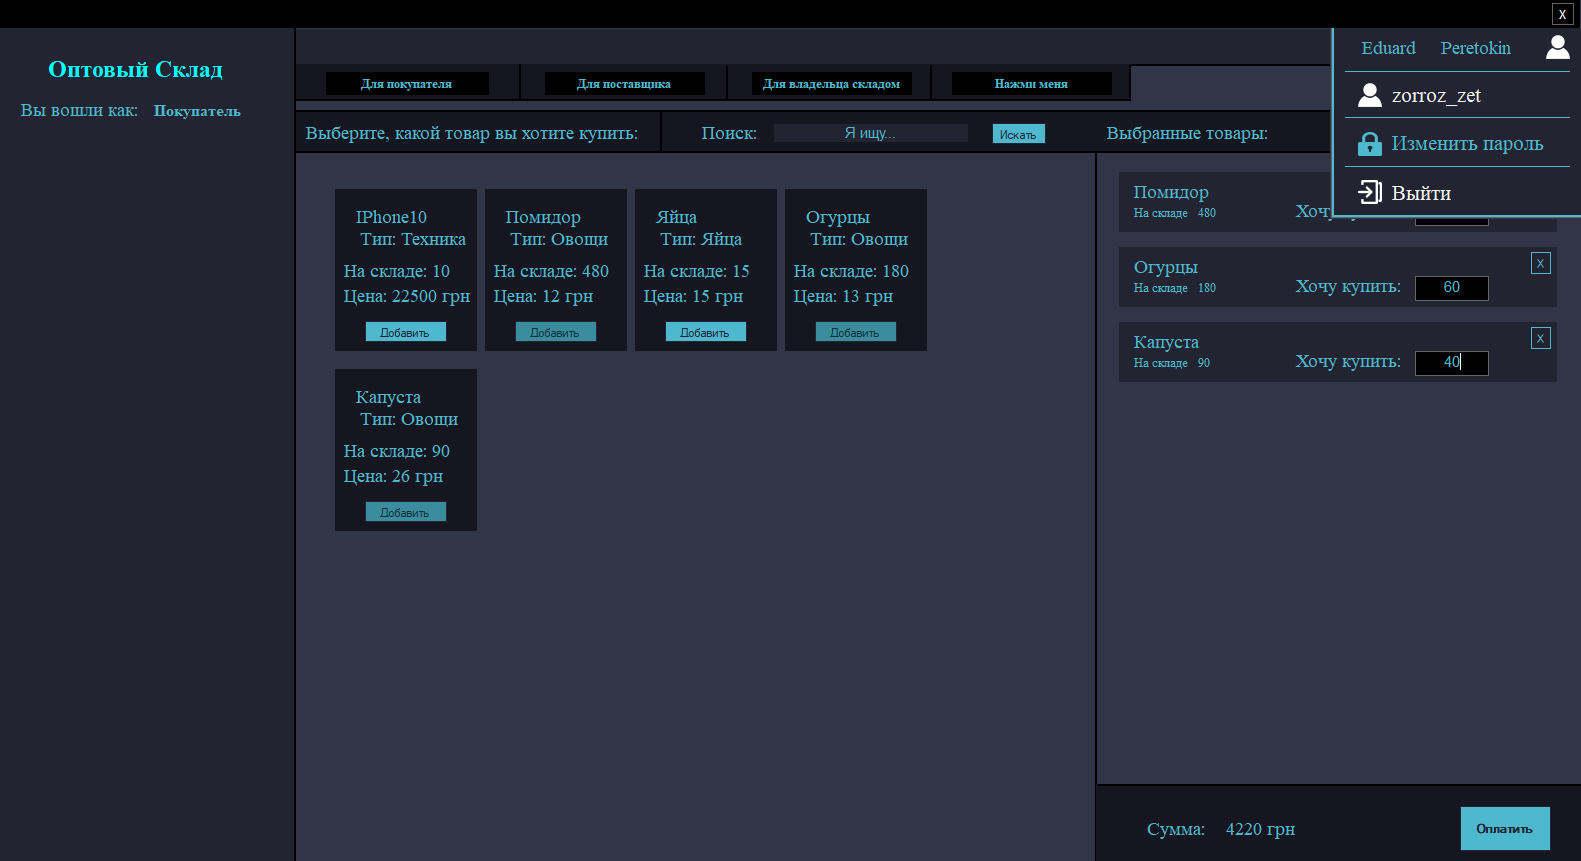 X
Оптовый Склад
Вы вошли как: Покупатель
Для покупателя
Для поставщика
Для владельца складом
Нажми меня
Выберите, какой товар вы хотите купить:
Поиск:
Я ищу...
Искать
Выбранные товары:
Eduard Peretokin
zorroz_zet
Изменить пароль
Выйти
IPhone10
Тип: Техника
На складе: 10
Цена: 22500 грн
Добавить
Помидор
Тип: Овощи
На складе: 480
Цена: 12 грн
Добавить
Яйца
Тип: Яйца
На складе: 15
Цена: 15 грн
Добавить
Огурцы
Тип: Овощи
На складе: 180
Цена: 13 грн
Добавить
Капуста
Тип: Овощи
На складе: 90
Цена: 26 грн
Добавить
Помидор
На складе 480
Огурцы
X
На складе 180
Хочу купить: 60
Капуста
X
На складе 90
Хочу купить: 40
Сумма: 4220 грн
Оплатить